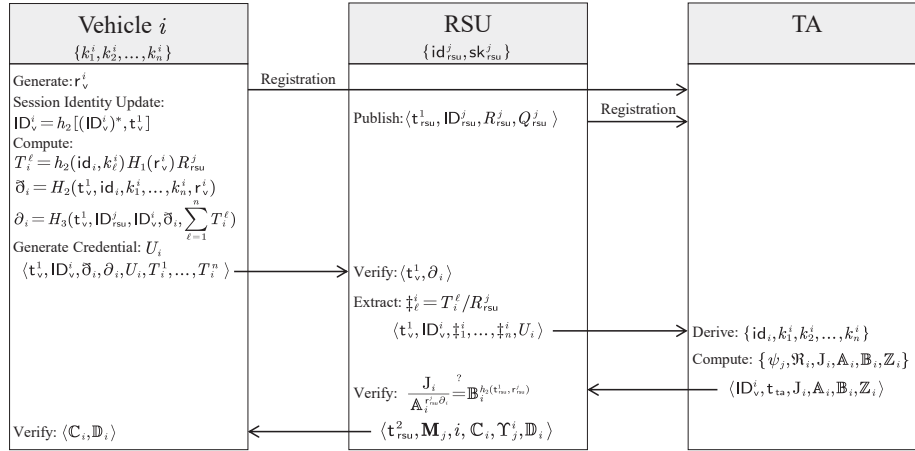 Vehicle i
{k_1^i, k_2^i, ..., k_n^i}
RSU
{id_rsu^j, sk_rsu^j}
TA
Generate: r_v^i
Registration
Session Identity Update:
ID_v^i = h_2[(ID_v^i)*, t_v^1]
Publish: ⟨t_rsu^1, ID_rsu^j, R_rsu^j, Q_rsu^j⟩
Registration
Compute:
T_i^ℓ = h_2(id_i, k_ℓ^i) H_1(r_v^i) R_rsu^j
ð_i = H_2(t_v^1, id_i, k_1^i, ..., k_n^i, r_v^i)
∂_i = H_3(t_v^1, ID_rsu^j, ID_v^i, ð_i, ∑_{ℓ=1}^n T_i^ℓ)
Generate Credential: U_i
⟨t_v^1, ID_v^i, ð_i, ∂_i, U_i, T_i^1, ..., T_i^n⟩
Verify: ⟨t_v^1, ∂_i⟩
Extract: ‡_ℓ^i = T_i^ℓ / R_rsu^j
⟨t_v^1, ID_v^i, ‡_1^i, ..., ‡_n^i, U_i⟩
Derive: {id_i, k_1^i, k_2^i, ..., k_n^i}
Compute: {ψ_j, ℜ_i, J_i, 𝔸_i, 𝔹_i, ℤ_i}
⟨ID_v^i, t_ta, J_i, 𝔸_i, 𝔹_i, ℤ_i⟩
Verify: J_i / 𝔸_i^{r_rsu^j ∂_i} =? 𝔹_i^{h_2(t_rsu^1, r_rsu^j)}
⟨t_rsu^2, M_j, i, ℂ_i, ϒ_j^i, 𝔻_i⟩
Verify: ⟨ℂ_i, 𝔻_i⟩